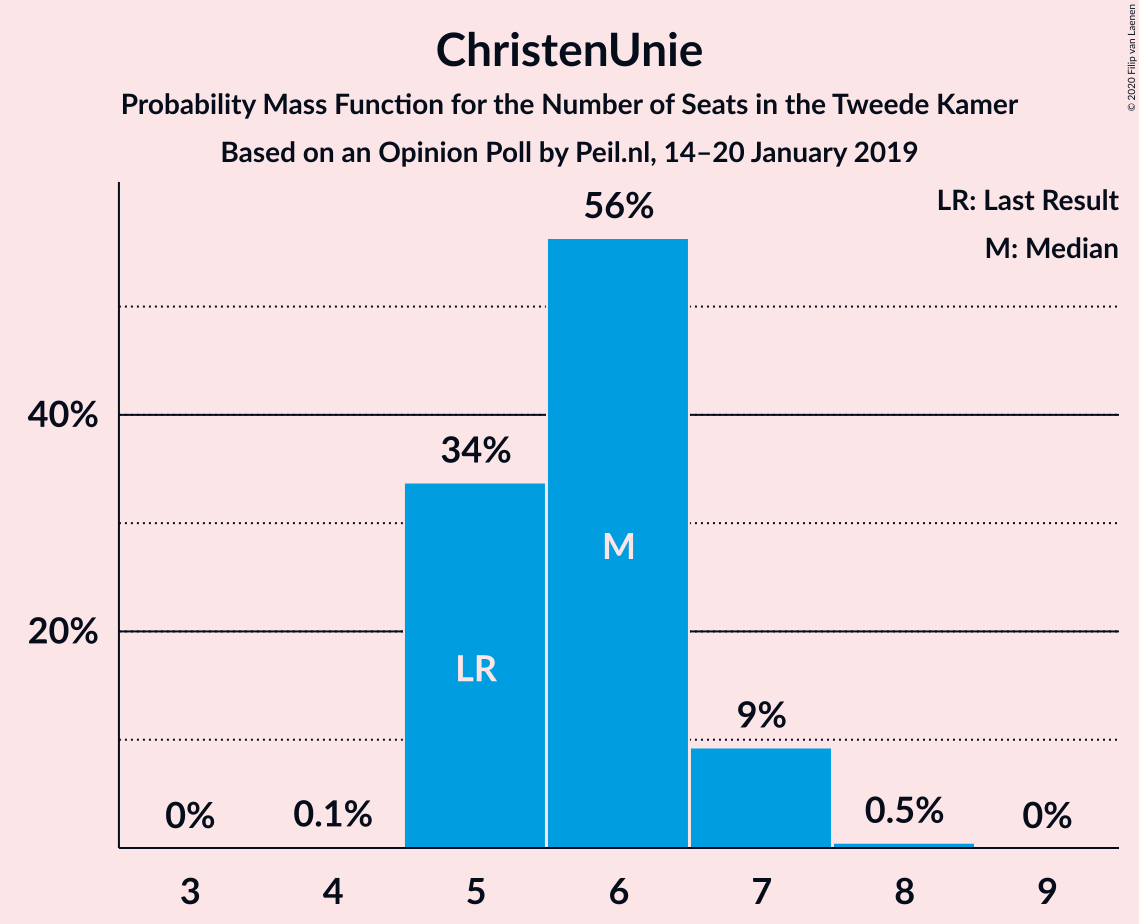 ChristenUnie
Probability Mass Function for the Number of Seats in the Tweede Kamer
Based on an Opinion Poll by Peil.nl, 14–20 January 2019
© 2020 Filip van Laenen
LR: Last Result
M: Median
56%
40%
34%
M
20%
LR
9%
0%
0.1%
0.5%
0%
3
4
5
6
7
8
9